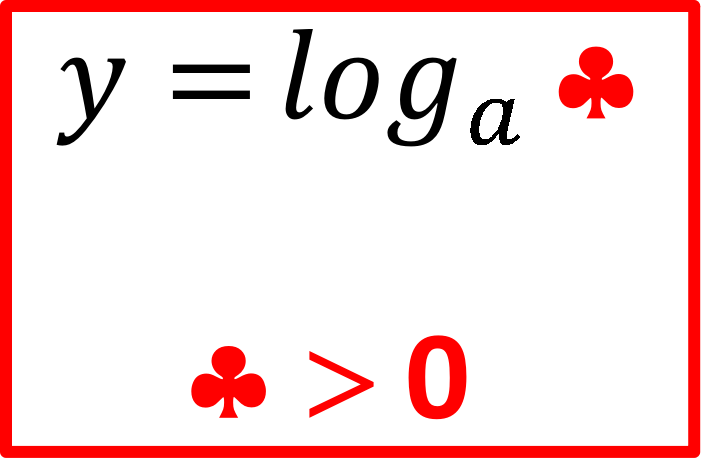 y = log_a ♣
♣ > 0